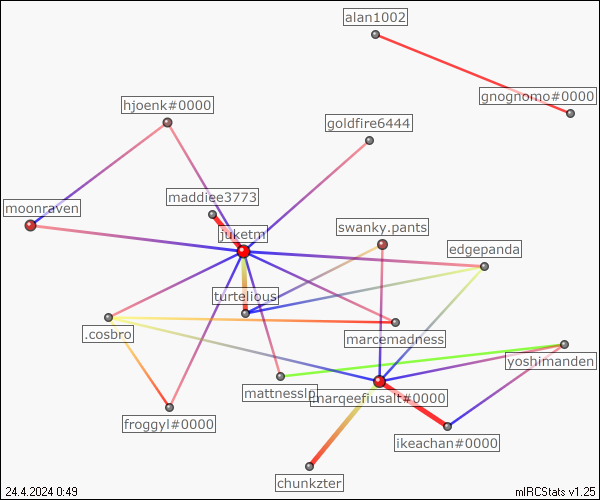 alan1002
gnognomo#0000
hjoenk#0000
goldfire6444
maddiee3773
moonraven
swanky.pants
juketm
edgepanda
turtelious
.cosbro
marcemadness
yoshimanden
mattnesslp
marqeefiusalt#0000
froggyl#0000
ikeachan#0000
chunkzter
24.4.2024 0:49
mIRCStats v1.25